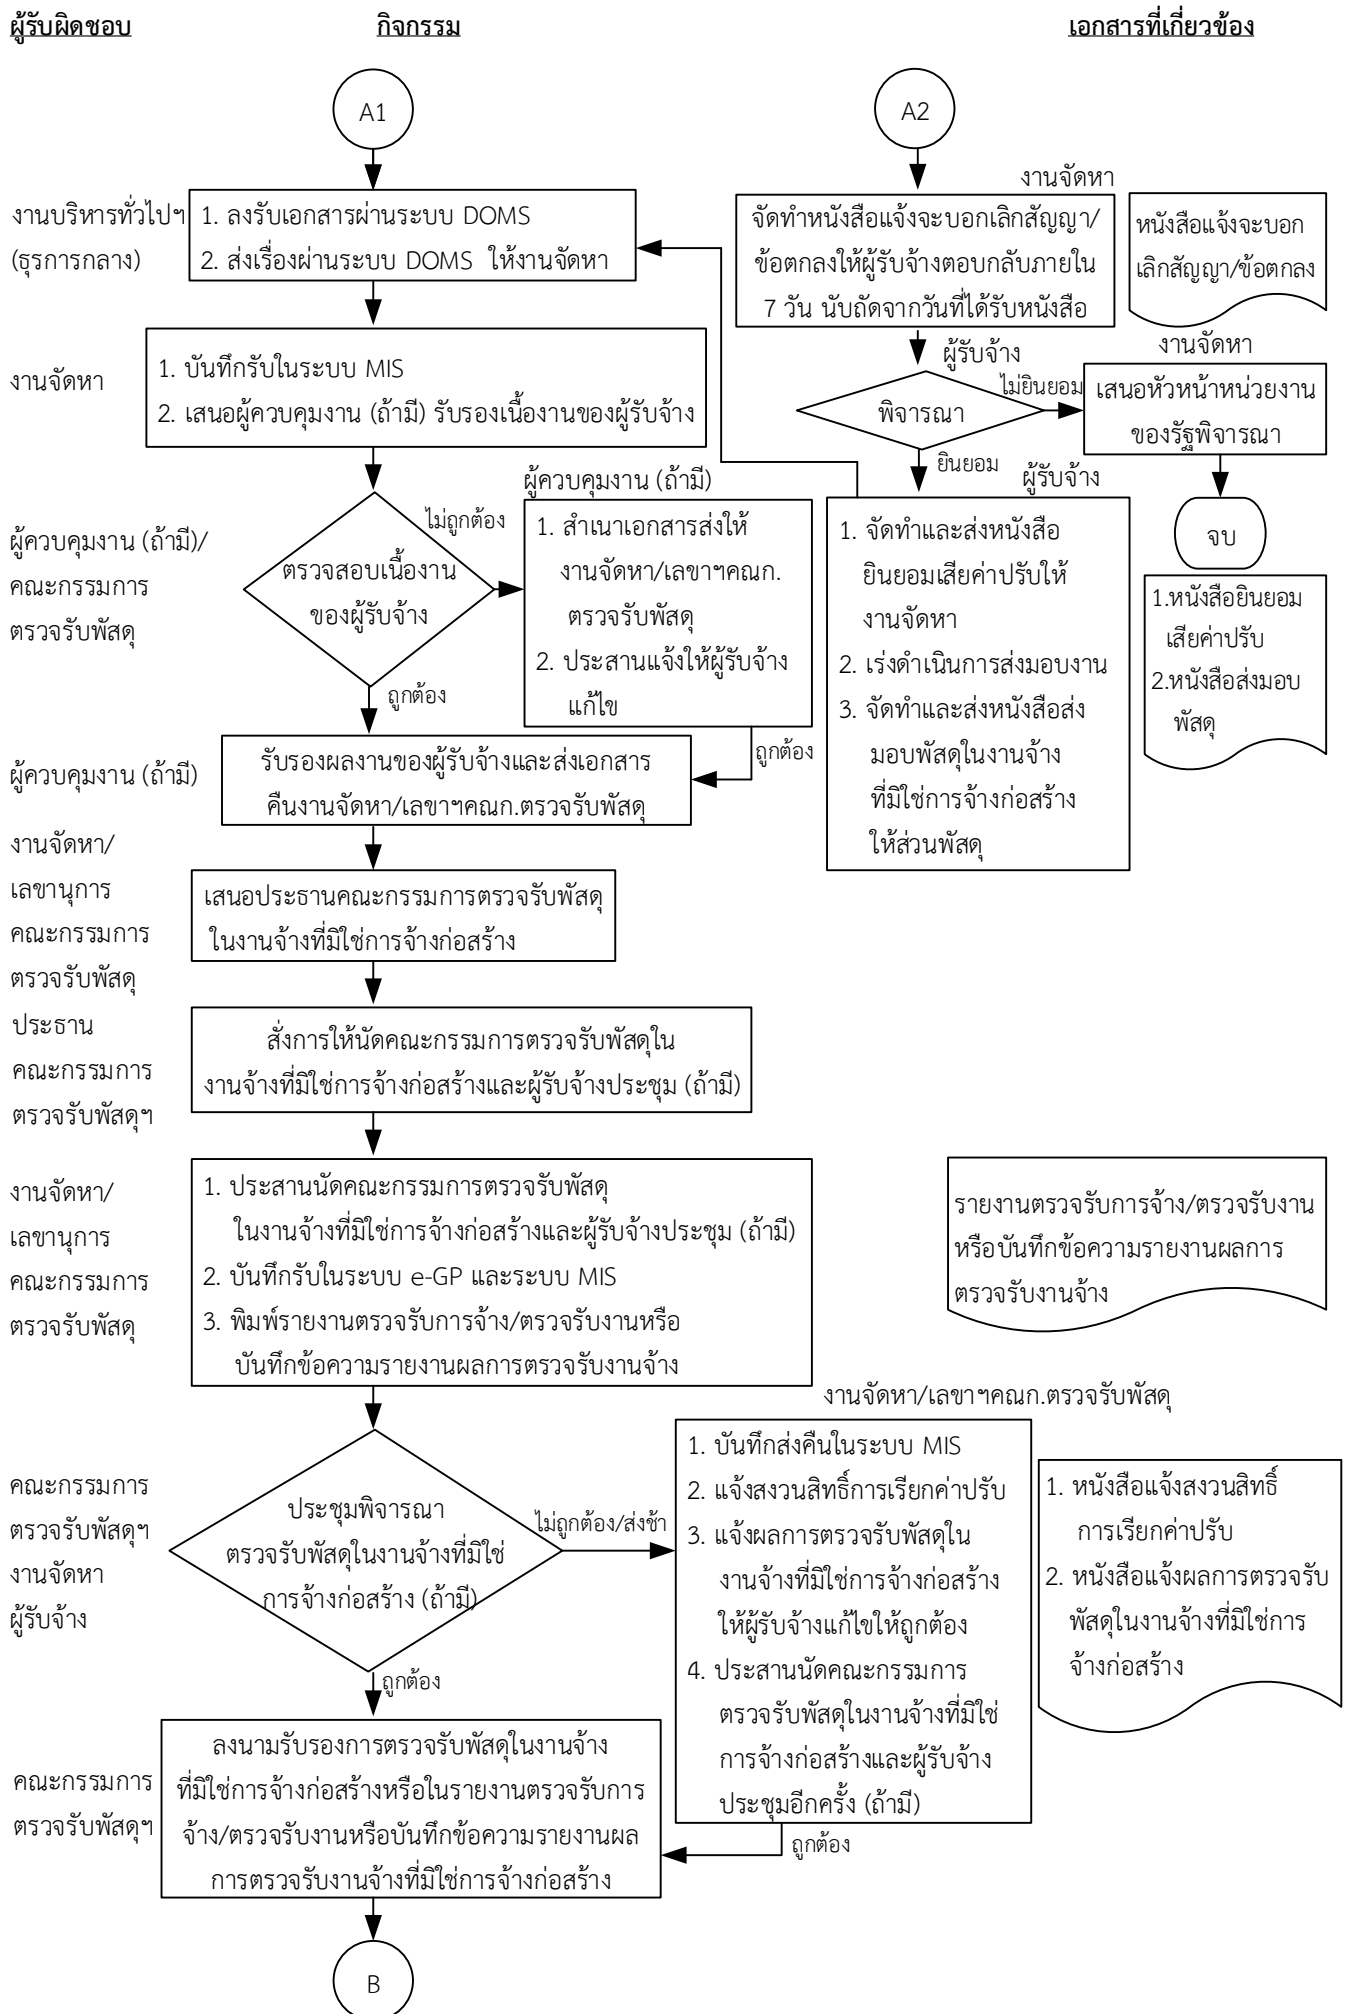 ผู้รับผิดชอบ
กิจกรรม
เอกสารที่เกี่ยวข้อง
A1
A2
งานบริหารทั่วไปฯ
(ธุรการกลาง)
1. ลงรับเอกสารผ่านระบบ DOMS
2. ส่งเรื่องผ่านระบบ DOMS ให้งานจัดหา
งานจัดหา
จัดทำหนังสือแจ้งจะบอกเลิกสัญญา/
ข้อตกลงให้ผู้รับจ้างตอบกลับภายใน
7 วัน นับถัดจากวันที่ได้รับหนังสือ
หนังสือแจ้งจะบอก
เลิกสัญญา/ข้อตกลง
งานจัดหา
1. บันทึกรับในระบบ MIS
2. เสนอผู้ควบคุมงาน (ถ้ามี) รับรองเนื้องานของผู้รับจ้าง
ผู้รับจ้าง
พิจารณา
ไม่ยินยอม
ยินยอม
งานจัดหา
เสนอหัวหน้าหน่วยงาน
ของรัฐพิจารณา
จบ
ผู้ควบคุมงาน (ถ้ามี)/
คณะกรรมการ
ตรวจรับพัสดุ
ตรวจสอบเนื้องาน
ของผู้รับจ้าง
ไม่ถูกต้อง
ถูกต้อง
ผู้ควบคุมงาน (ถ้ามี)
1. สำเนาเอกสารส่งให้
งานจัดหา/เลขาฯคณก.
ตรวจรับพัสดุ
2. ประสานแจ้งให้ผู้รับจ้าง
แก้ไข
ถูกต้อง
ผู้รับจ้าง
1. จัดทำและส่งหนังสือ
ยินยอมเสียค่าปรับให้
งานจัดหา
2. เร่งดำเนินการส่งมอบงาน
3. จัดทำและส่งหนังสือส่ง
มอบพัสดุในงานจ้าง
ที่มิใช่การจ้างก่อสร้าง
ให้ส่วนพัสดุ
1.หนังสือยินยอม
เสียค่าปรับ
2.หนังสือส่งมอบ
พัสดุ
ผู้ควบคุมงาน (ถ้ามี)
รับรองผลงานของผู้รับจ้างและส่งเอกสาร
คืนงานจัดหา/เลขาฯคณก.ตรวจรับพัสดุ
งานจัดหา/
เลขานุการ
คณะกรรมการ
ตรวจรับพัสดุ
เสนอประธานคณะกรรมการตรวจรับพัสดุ
ในงานจ้างที่มิใช่การจ้างก่อสร้าง
ประธาน
คณะกรรมการ
ตรวจรับพัสดุฯ
สั่งการให้นัดคณะกรรมการตรวจรับพัสดุใน
งานจ้างที่มิใช่การจ้างก่อสร้างและผู้รับจ้างประชุม (ถ้ามี)
งานจัดหา/
เลขานุการ
คณะกรรมการ
ตรวจรับพัสดุ
1. ประสานนัดคณะกรรมการตรวจรับพัสดุ
ในงานจ้างที่มิใช่การจ้างก่อสร้างและผู้รับจ้างประชุม (ถ้ามี)
2. บันทึกรับในระบบ e-GP และระบบ MIS
3. พิมพ์รายงานตรวจรับการจ้าง/ตรวจรับงานหรือ
บันทึกข้อความรายงานผลการตรวจรับงานจ้าง
รายงานตรวจรับการจ้าง/ตรวจรับงาน
หรือบันทึกข้อความรายงานผลการ
ตรวจรับงานจ้าง
คณะกรรมการ
ตรวจรับพัสดุฯ
งานจัดหา
ผู้รับจ้าง
ประชุมพิจารณา
ตรวจรับพัสดุในงานจ้างที่มิใช่
การจ้างก่อสร้าง (ถ้ามี)
ไม่ถูกต้อง/ส่งช้า
ถูกต้อง
งานจัดหา/เลขาฯคณก.ตรวจรับพัสดุ
1. บันทึกส่งคืนในระบบ MIS
2. แจ้งสงวนสิทธิ์การเรียกค่าปรับ
3. แจ้งผลการตรวจรับพัสดุใน
งานจ้างที่มิใช่การจ้างก่อสร้าง
ให้ผู้รับจ้างแก้ไขให้ถูกต้อง
4. ประสานนัดคณะกรรมการ
ตรวจรับพัสดุในงานจ้างที่มิใช่
การจ้างก่อสร้างและผู้รับจ้าง
ประชุมอีกครั้ง (ถ้ามี)
ถูกต้อง
1. หนังสือแจ้งสงวนสิทธิ์
การเรียกค่าปรับ
2. หนังสือแจ้งผลการตรวจรับ
พัสดุในงานจ้างที่มิใช่การ
จ้างก่อสร้าง
คณะกรรมการ
ตรวจรับพัสดุฯ
ลงนามรับรองการตรวจรับพัสดุในงานจ้าง
ที่มิใช่การจ้างก่อสร้างหรือในรายงานตรวจรับการ
จ้าง/ตรวจรับงานหรือบันทึกข้อความรายงานผล
การตรวจรับงานจ้างที่มิใช่การจ้างก่อสร้าง
B